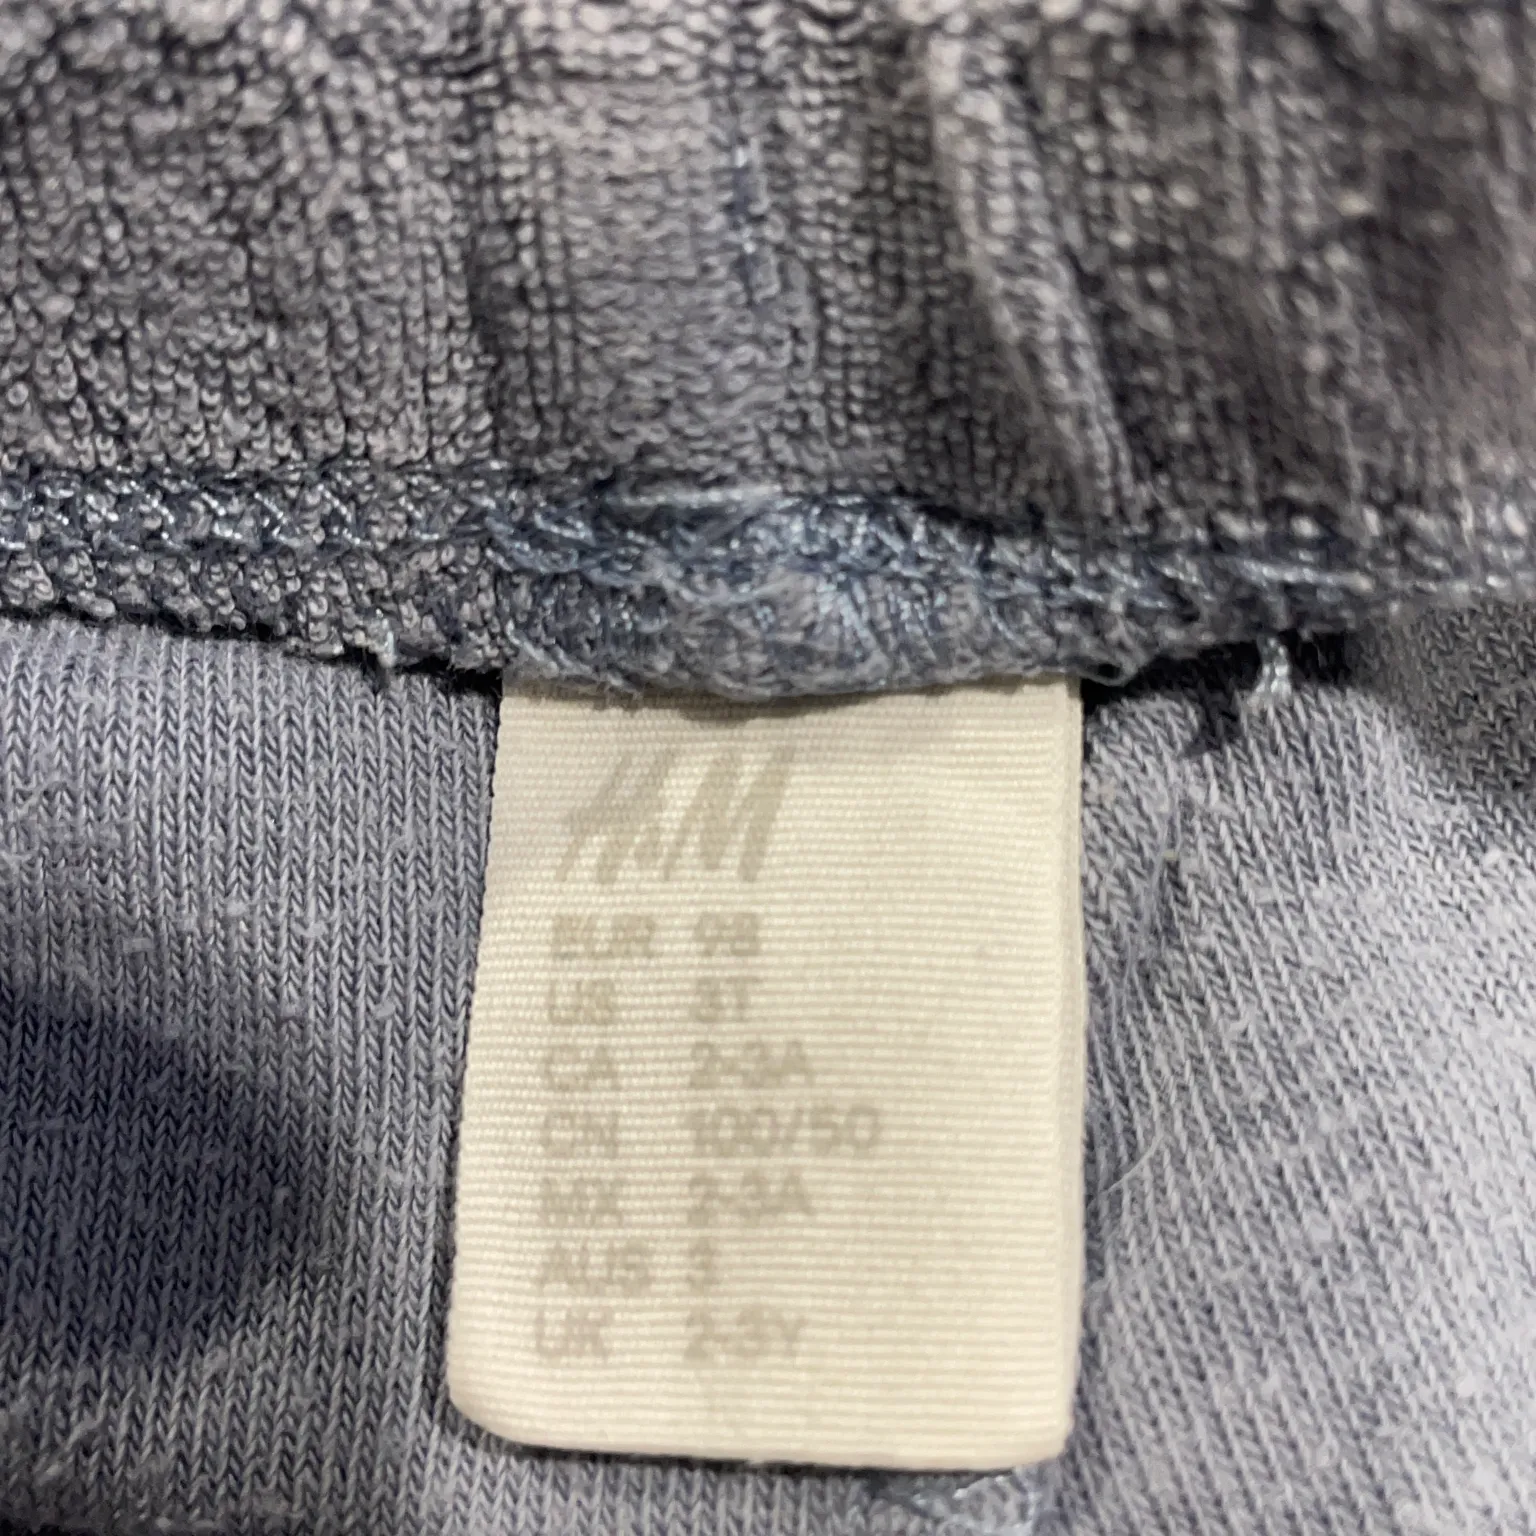 H&M
EUR 98
US 3T
CA 2-3A
CN 100/50
MX 2-3A
AUS 3
UK 2-3Y